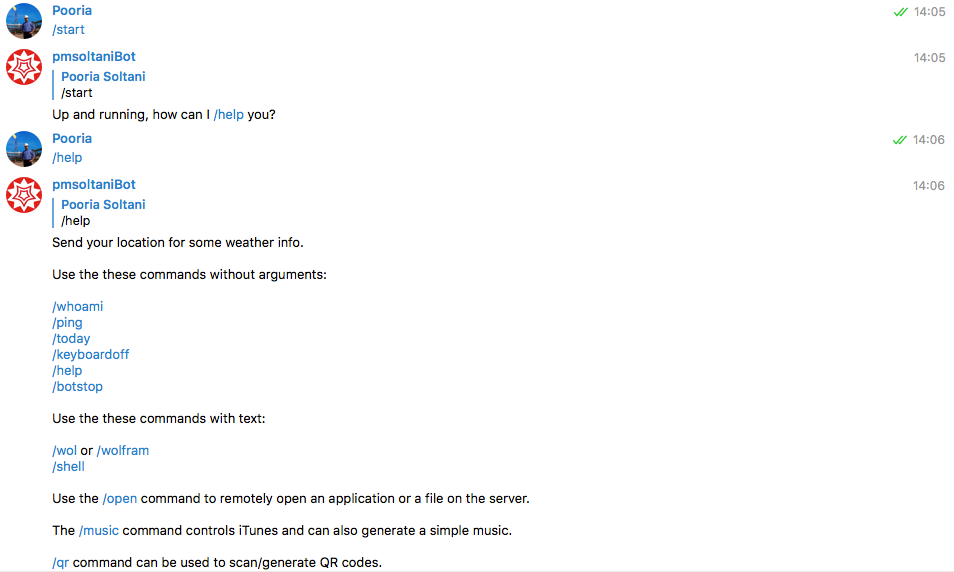 Pooria 14:05
/start
pmsoltaniBot 14:05
Pooria Soltani
/start
Up and running, how can I /help you?
Pooria 14:06
/help
pmsoltaniBot 14:06
Pooria Soltani
/help
Send your location for some weather info.
Use the these commands without arguments:
/whoami
/ping
/today
/keyboardoff
/help
/botstop
Use the these commands with text:
/wol or /wolfram
/shell
Use the /open command to remotely open an application or a file on the server.
The /music command controls iTunes and can also generate a simple music.
/qr command can be used to scan/generate QR codes.